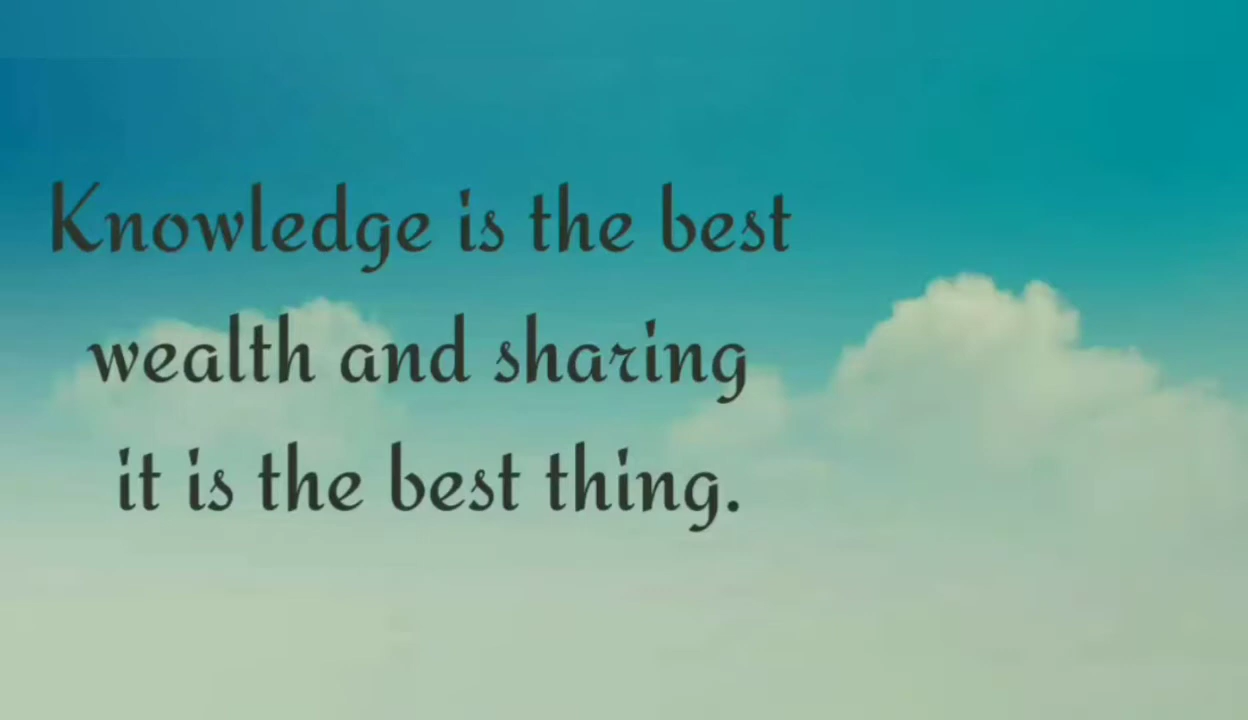 Knowledge is the best
wealth and sharing
it is the best thing.